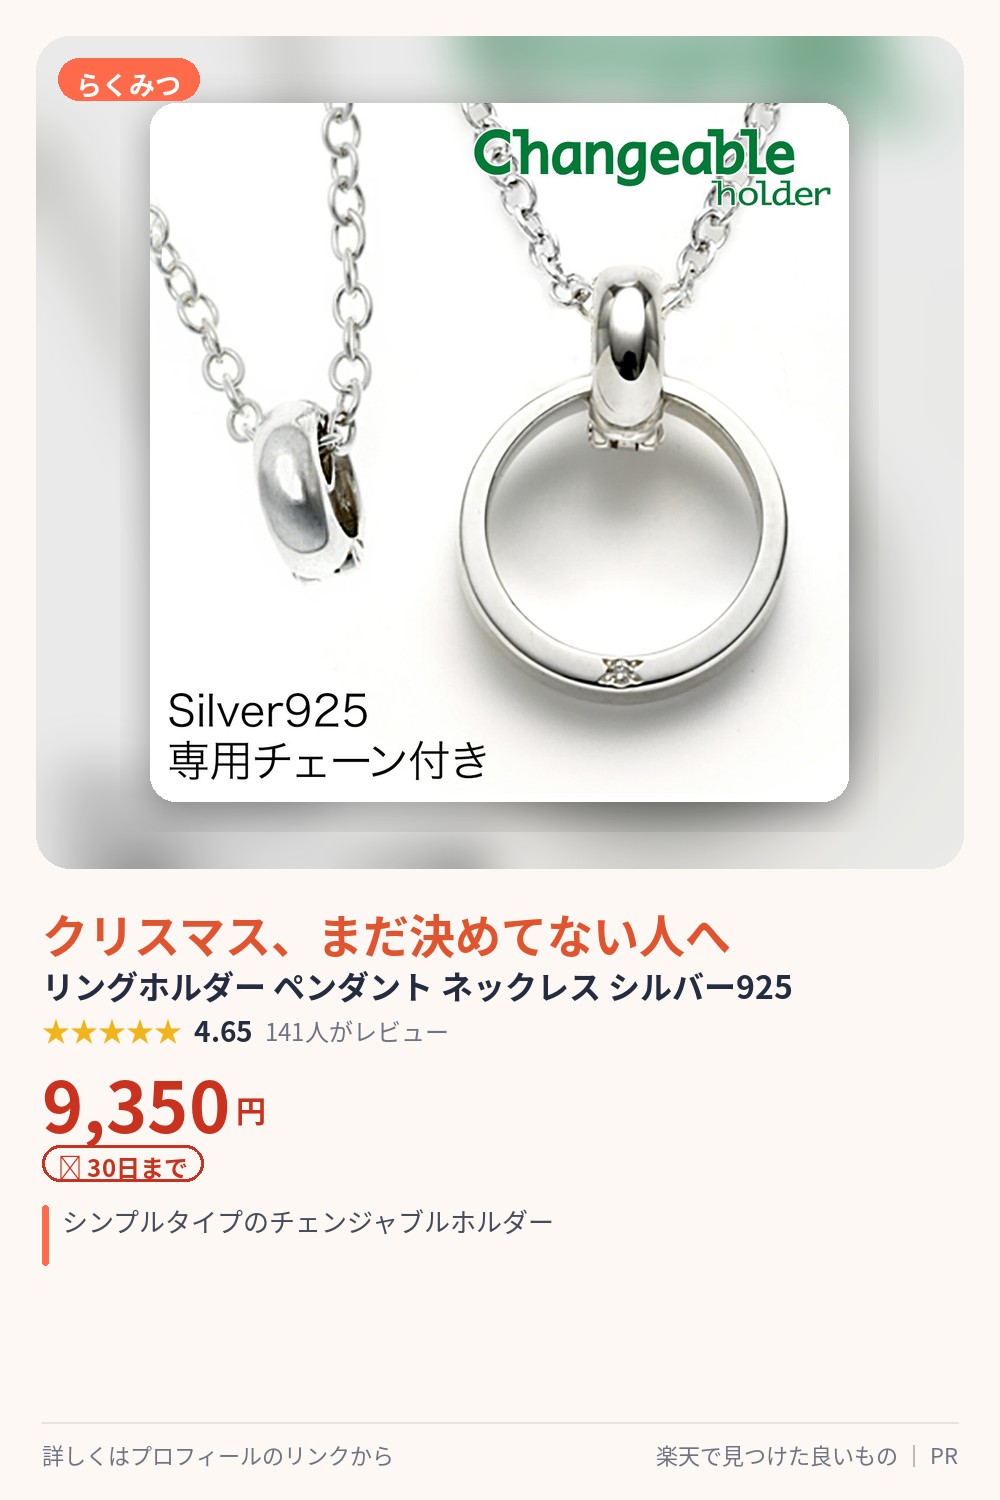 らくみつ
Changeable
holder
Silver925
専用チェーン付き
クリスマス、まだ決めてない人へ
リングホルダー ペンダント ネックレス シルバー925
★★★★★ 4.65 141人がレビュー
9,350円
30日まで
シンプルタイプのチェンジャブルホルダー
詳しくはプロフィールのリンクから
楽天で見つけた良いもの｜PR